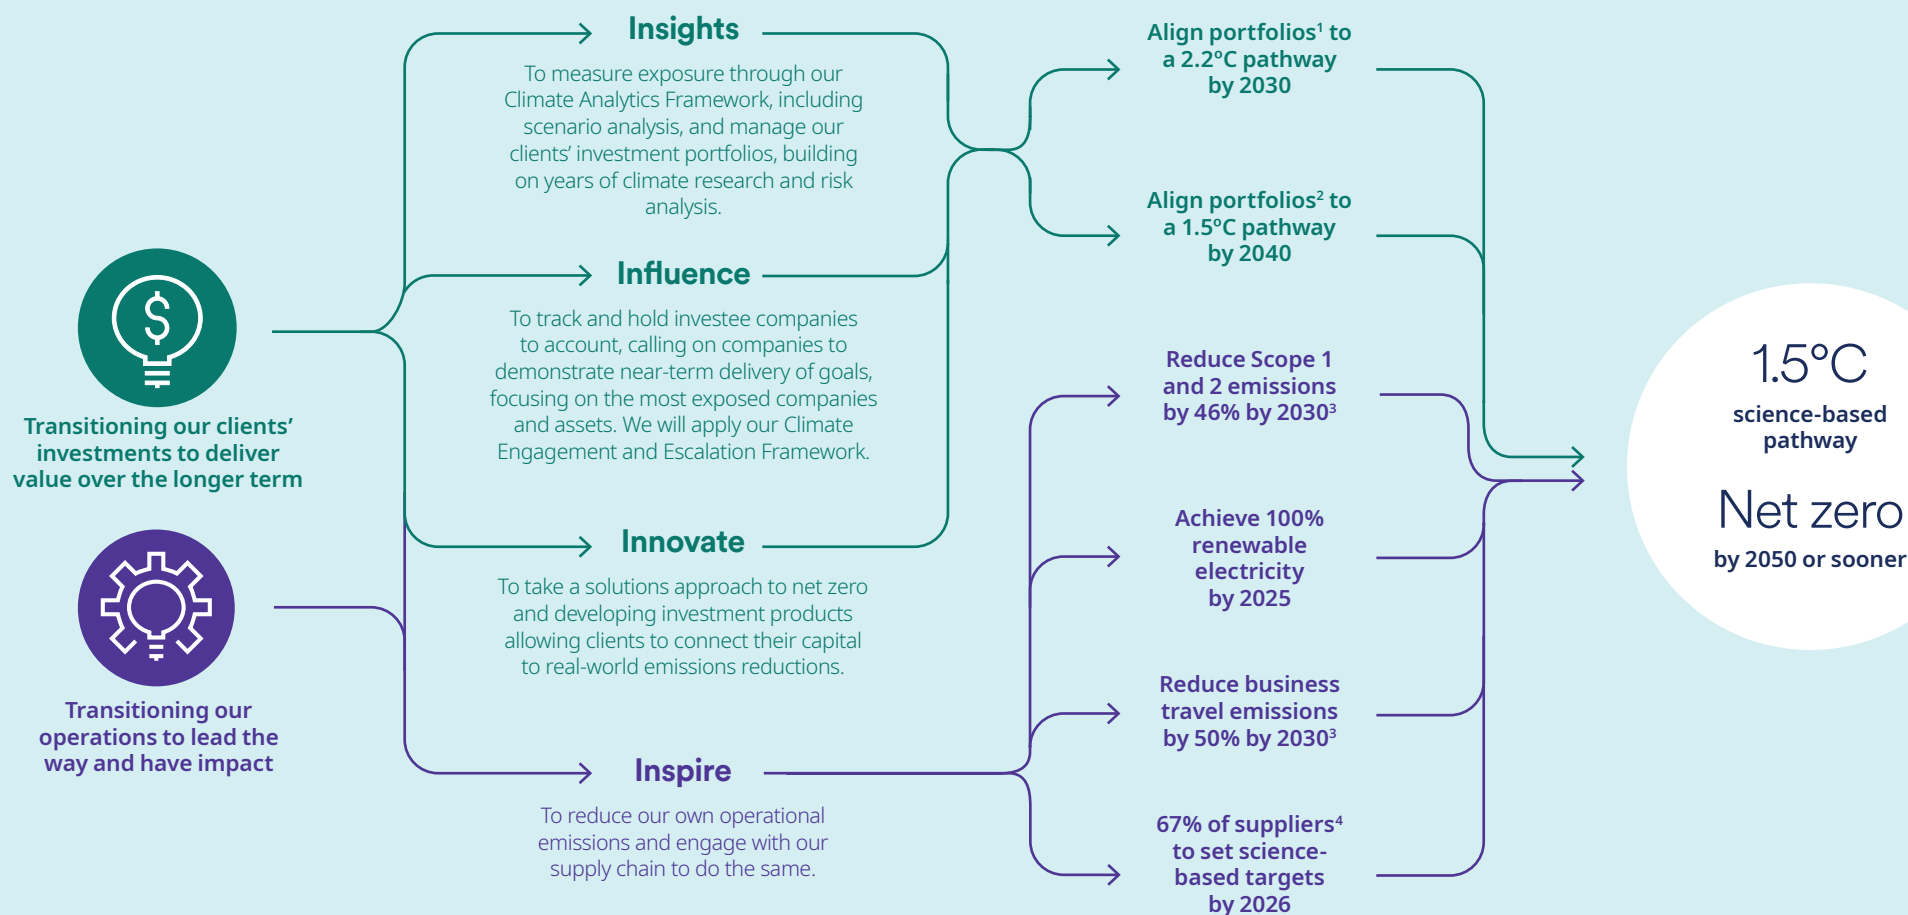 Transitioning our clients’
investments to deliver
value over the longer term
Transitioning our
operations to lead the
way and have impact
Insights
To measure exposure through our
Climate Analytics Framework, including
scenario analysis, and manage our
clients’ investment portfolios, building
on years of climate research and risk
analysis.
Influence
To track and hold investee companies
to account, calling on companies to
demonstrate near-term delivery of goals,
focusing on the most exposed companies
and assets. We will apply our Climate
Engagement and Escalation Framework.
Innovate
To take a solutions approach to net zero
and developing investment products
allowing clients to connect their capital
to real-world emissions reductions.
Inspire
To reduce our own operational
emissions and engage with our
supply chain to do the same.
Align portfolios¹ to
a 2.2ºC pathway
by 2030
Align portfolios² to
a 1.5ºC pathway
by 2040
Reduce Scope 1
and 2 emissions
by 46% by 2030³
Achieve 100%
renewable
electricity
by 2025
Reduce business
travel emissions
by 50% by 2030³
67% of suppliers⁴
to set science-
based targets
by 2026
1.5°C
science-based
pathway
Net zero
by 2050 or sooner